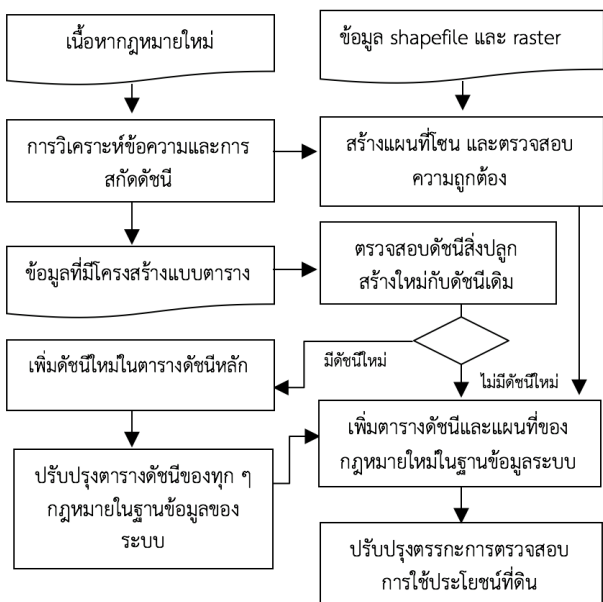 เนื้อหากฎหมายใหม่
ข้อมูล shapefile และ raster
การวิเคราะห์ข้อความและการ
สกัดดัชนี
สร้างแผนที่โซน และตรวจสอบ
ความถูกต้อง
ข้อมูลที่มีโครงสร้างแบบตาราง
ตรวจสอบดัชนีสิ่งปลูก
สร้างใหม่กับดัชนีเดิม
มีดัชนีใหม่
ไม่มีดัชนีใหม่
เพิ่มดัชนีใหม่ในตารางดัชนีหลัก
เพิ่มตารางดัชนีและแผนที่ของ
กฎหมายใหม่ในฐานข้อมูลระบบ
ปรับปรุงตารางดัชนีของทุก ๆ
กฎหมายในฐานข้อมูลของ
ระบบ
ปรับปรุงตรรกะการตรวจสอบ
การใช้ประโยชน์ที่ดิน